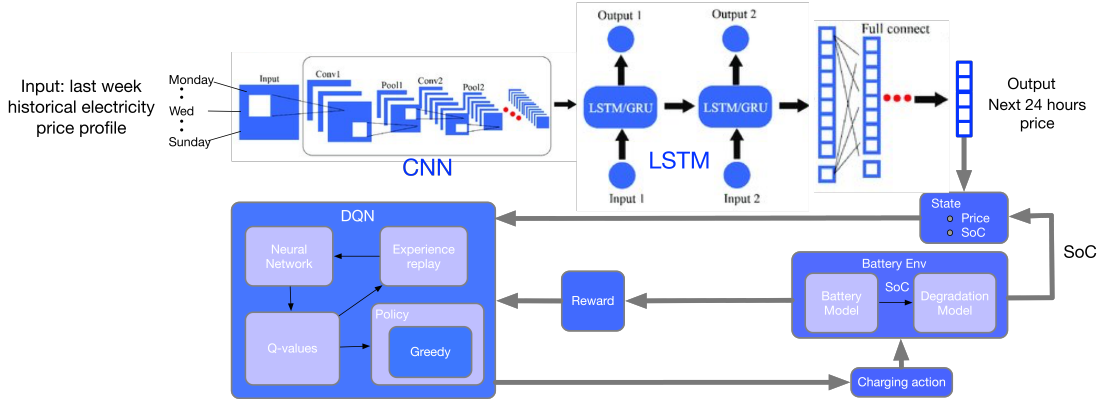 Input: last week
historical electricity
price profile
Monday
Wed
Sunday
Input
Conv1
Pool1
Conv2
Pool2
CNN
Output 1
Output 2
LSTM/GRU
LSTM/GRU
LSTM
Input 1
Input 2
Full connect
Output
Next 24 hours
price
State
Price
SoC
SoC
DQN
Neural
Network
Experience
replay
Q-values
Policy
Greedy
Reward
Battery Env
Battery
Model
SoC
Degradation
Model
Charging action